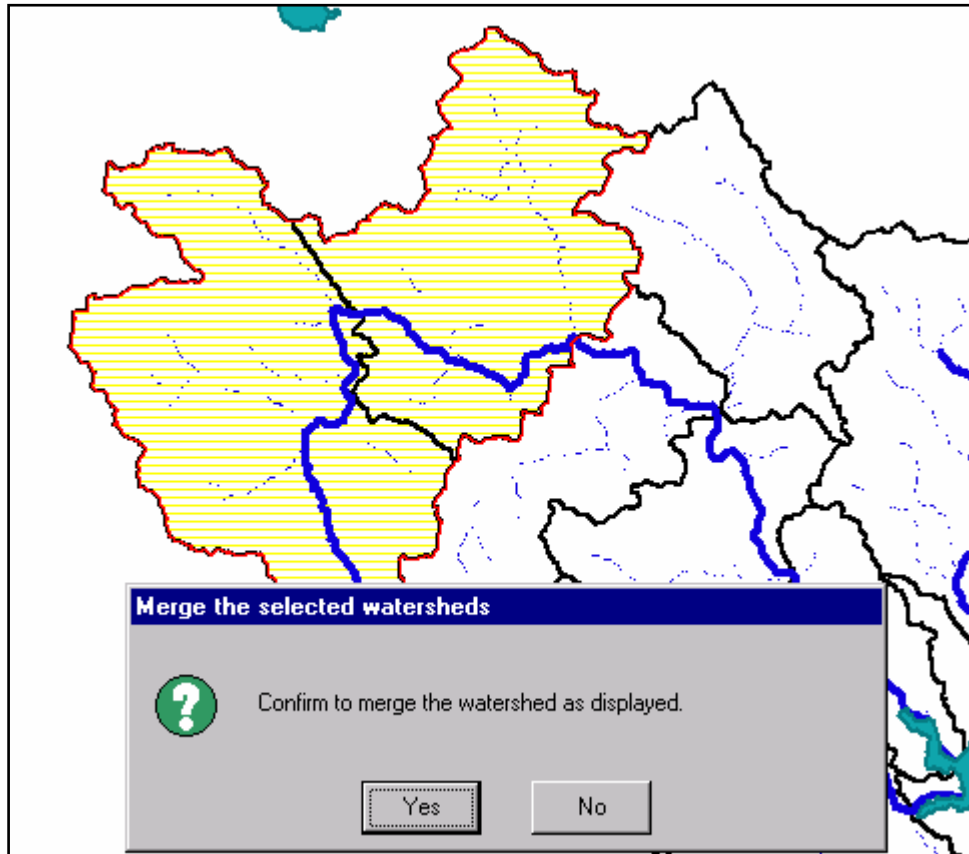 Merge the selected watersheds
Confirm to merge the watershed as displayed.
Yes
No